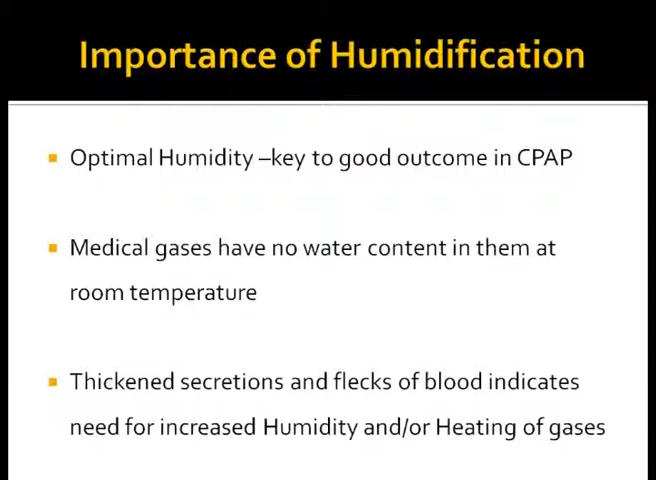 Importance of Humidification
Optimal Humidity –key to good outcome in CPAP
Medical gases have no water content in them at
room temperature
Thickened secretions and flecks of blood indicates
need for increased Humidity and/or Heating of gases